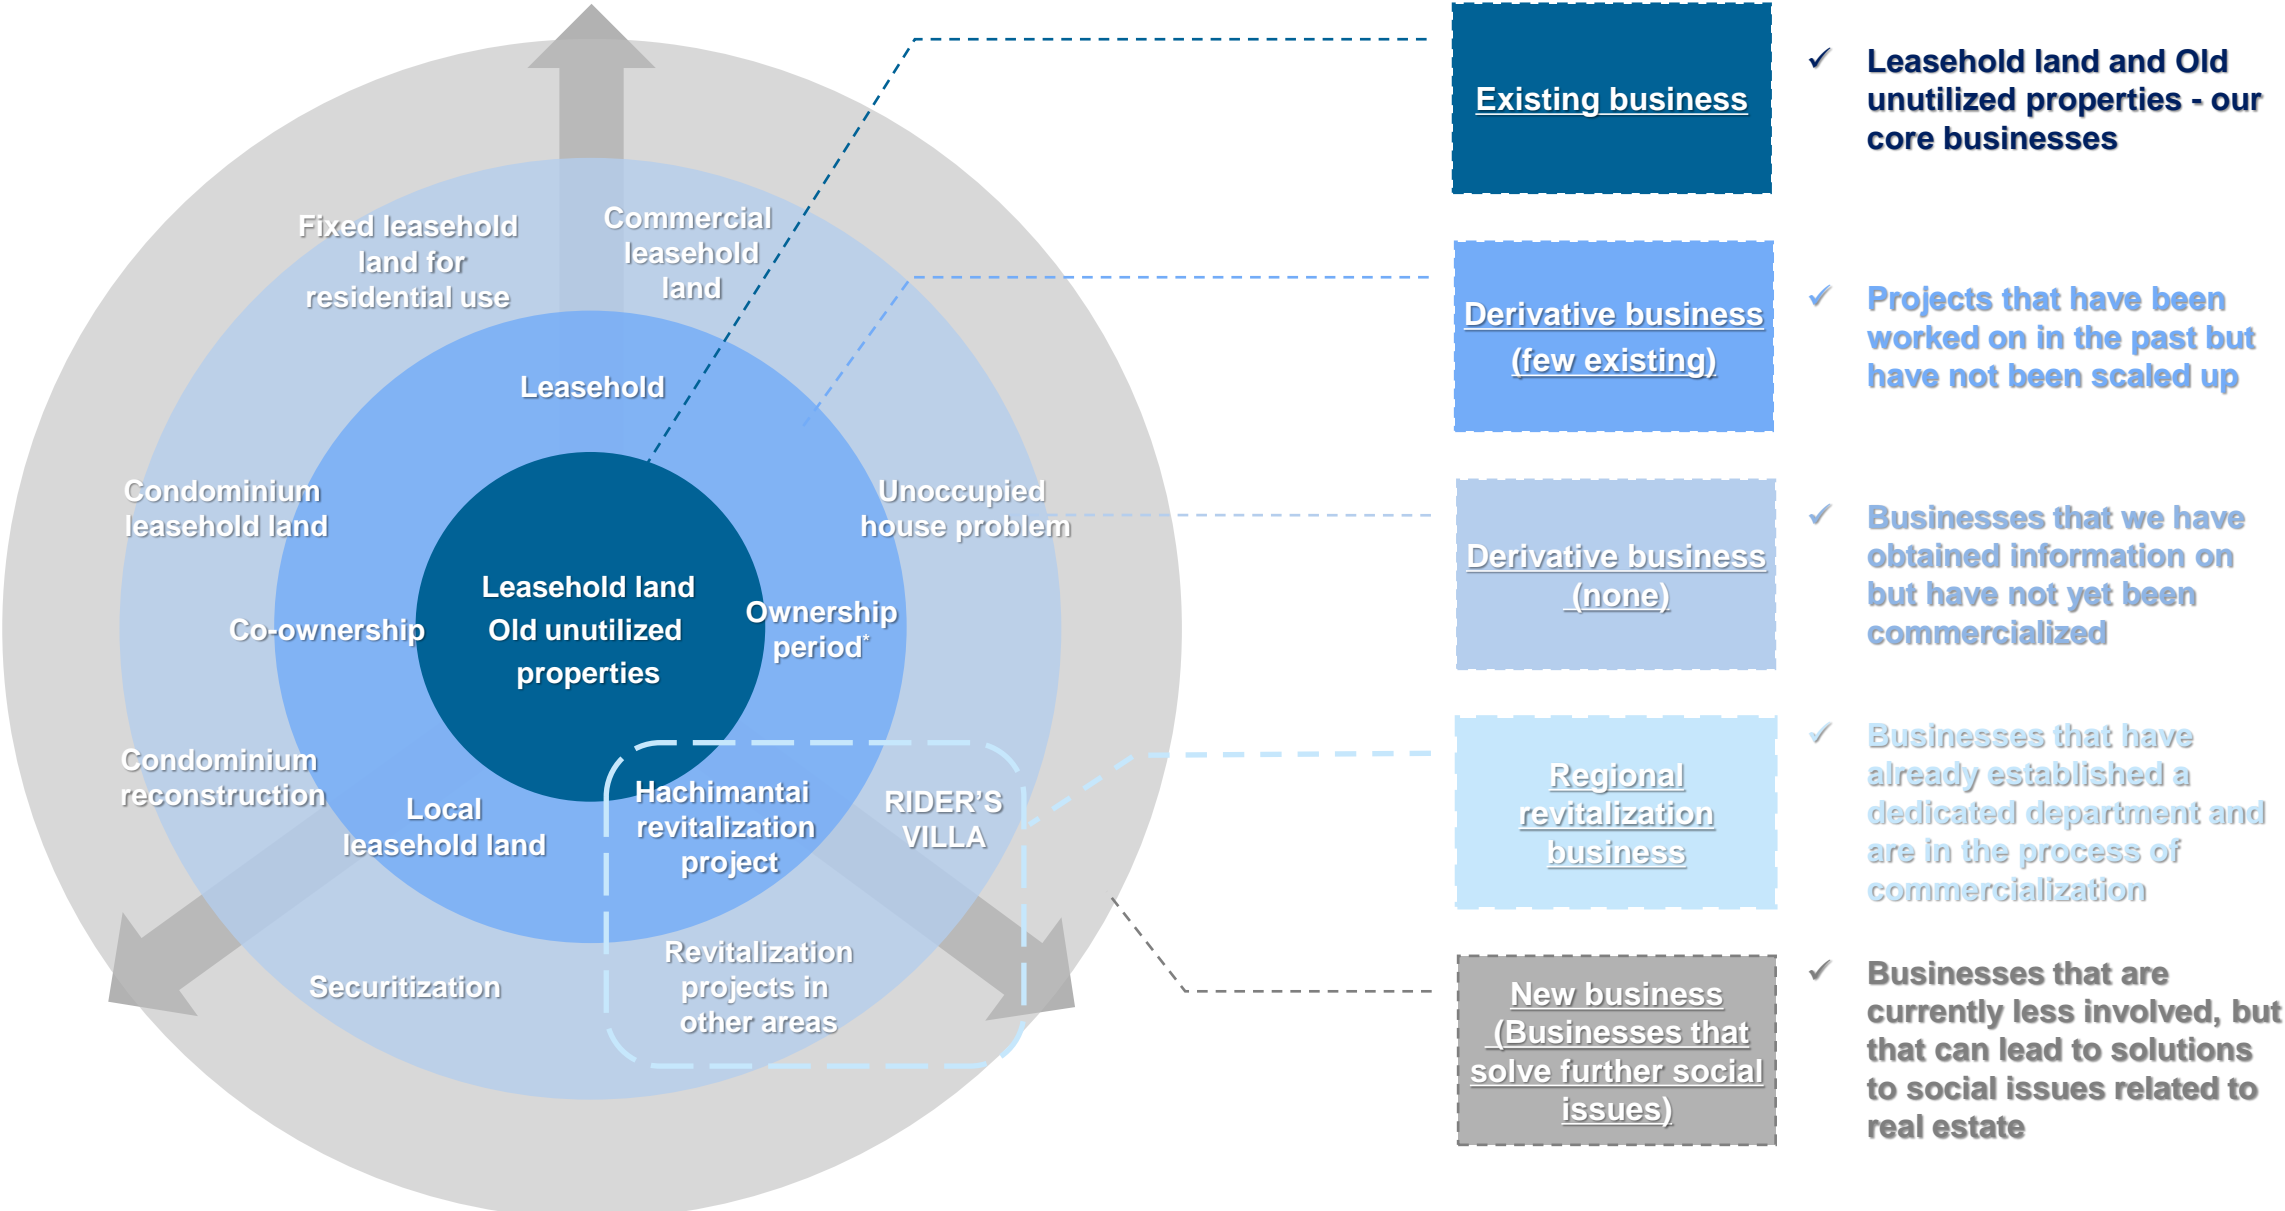 Fixed leasehold
land for
residential use
Commercial
leasehold
land
Leasehold
Condominium
leasehold land
Unoccupied
house problem
Co-ownership
Leasehold land
Old unutilized
properties
Ownership
period*
Condominium
reconstruction
Local
leasehold land
Hachimantai
revitalization
project
RIDER’S
VILLA
Securitization
Revitalization
projects in
other areas
Existing business
✓ Leasehold land and Old
unutilized properties - our
core businesses
Derivative business
(few existing)
✓ Projects that have been
worked on in the past but
have not been scaled up
Derivative business
(none)
✓ Businesses that we have
obtained information on
but have not yet been
commercialized
Regional
revitalization
business
✓ Businesses that have
already established a
dedicated department and
are in the process of
commercialization
New business
(Businesses that
solve further social
issues)
✓ Businesses that are
currently less involved, but
that can lead to solutions
to social issues related to
real estate